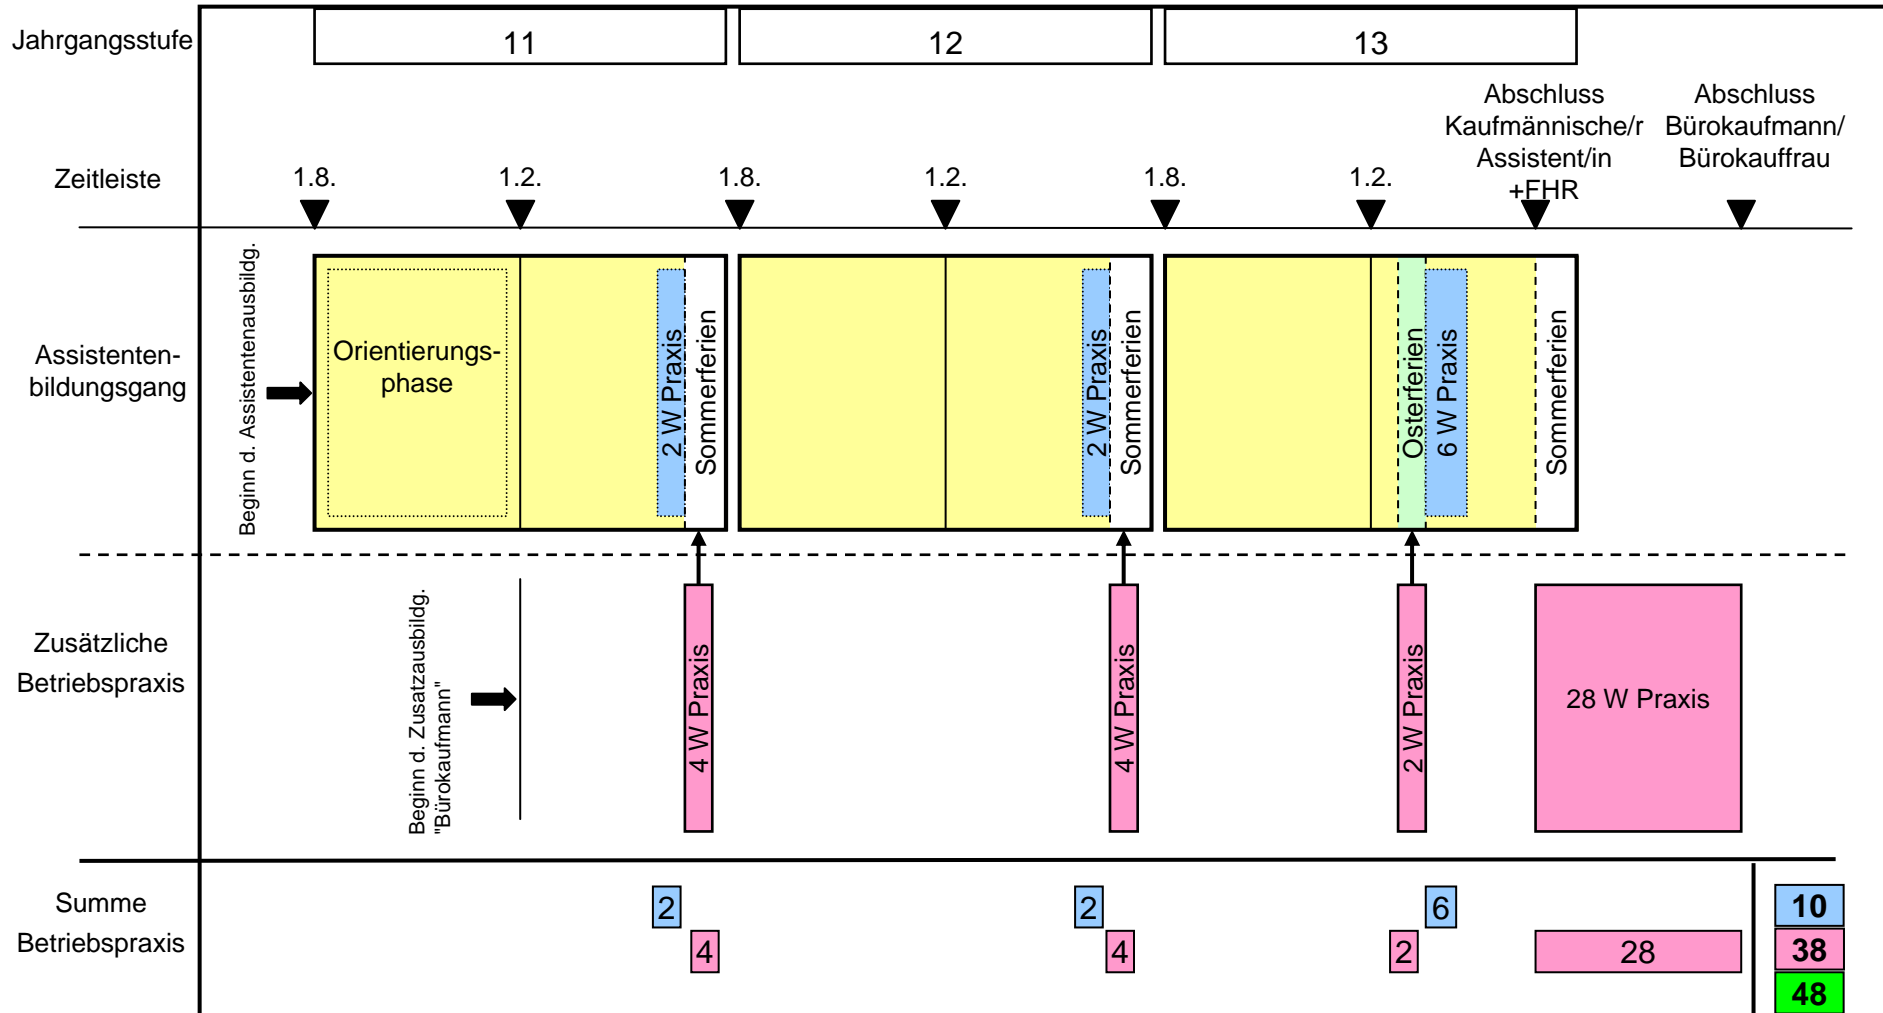 Jahrgangsstufe
11
12
13
Abschluss
Kaufmännische/r
Assistent/in
+FHR
Abschluss
Bürokaufmann/
Bürokauffrau
Zeitleiste
1.8.
1.2.
1.8.
1.2.
1.8.
1.2.
Assistenten-
bildungsgang
Beginn d. Assistentenausbildg.
Orientierungs-
phase
2 W Praxis
Sommerferien
2 W Praxis
Sommerferien
Osterferien
6 W Praxis
Sommerferien
Zusätzliche
Betriebspraxis
Beginn d. Zusatzausbildg.
"Bürokaufmann"
4 W Praxis
4 W Praxis
2 W Praxis
28 W Praxis
Summe
Betriebspraxis
2
2
6
10
4
4
2
28
38
48